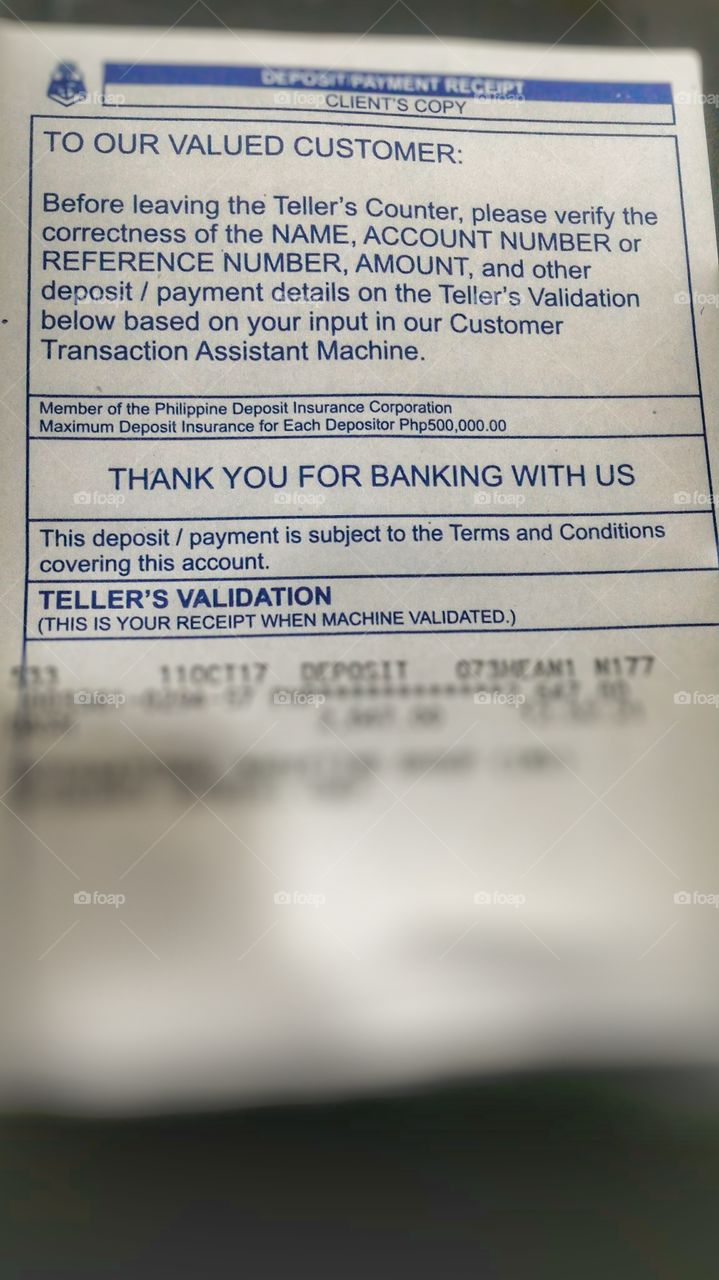 DEPOSIT/PAYMENT RECEIPT
CLIENT'S COPY
TO OUR VALUED CUSTOMER:
Before leaving the Teller's Counter, please verify the
correctness of the NAME, ACCOUNT NUMBER or
REFERENCE NUMBER, AMOUNT, and other
deposit / payment details on the Teller's Validation
below based on your input in our Customer
Transaction Assistant Machine.
Member of the Philippine Deposit Insurance Corporation
Maximum Deposit Insurance for Each Depositor Php500,000.00
THANK YOU FOR BANKING WITH US
This deposit / payment is subject to the Terms and Conditions
covering this account.
TELLER'S VALIDATION
(THIS IS YOUR RECEIPT WHEN MACHINE VALIDATED.)
533 11OCT17 DEPOSIT 073HEAN1 N177
foap